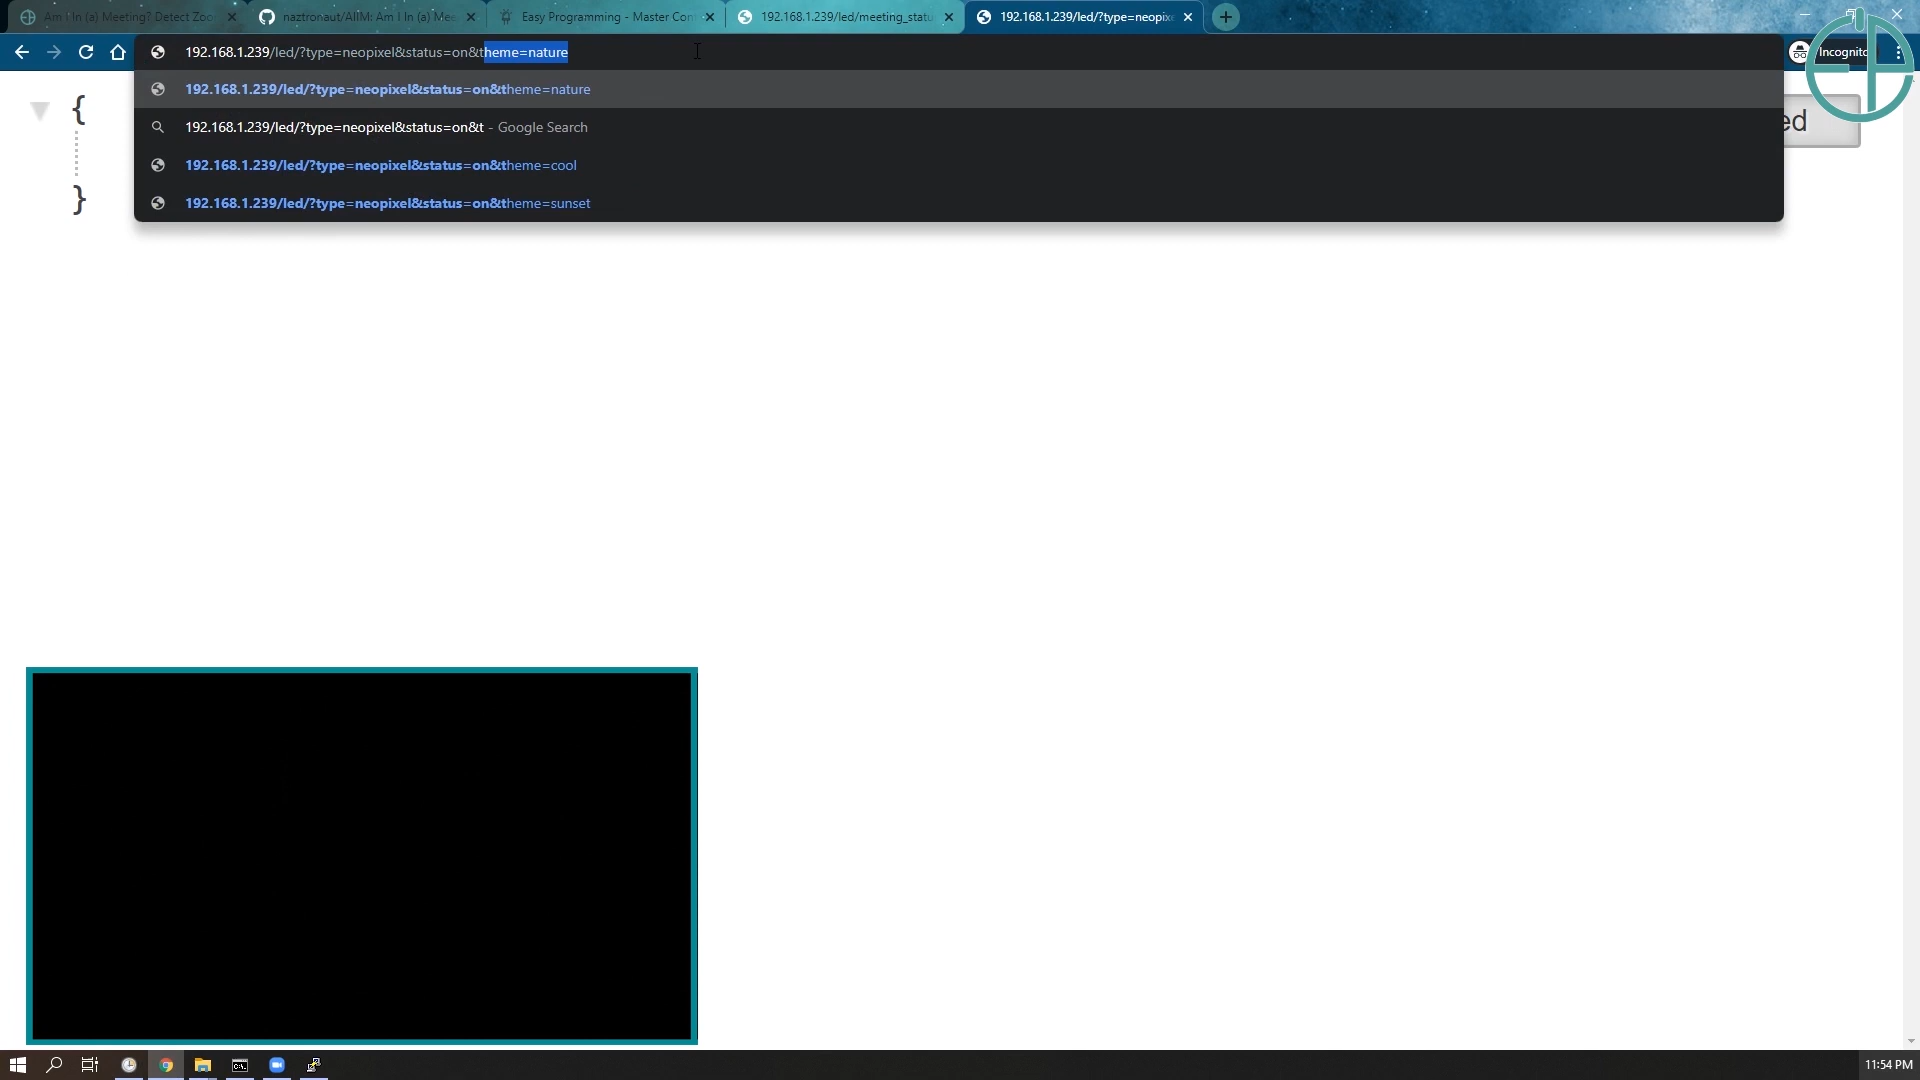 Am I In (a) Meeting? Detect Zoo
naztronaut/AIIM: Am I In (a) Mee
Easy Programming - Master Con
192.168.1.239/led/meeting_statu
192.168.1.239/led/?type=neopixe
192.168.1.239/led/?type=neopixel&status=on&theme=nature
Incognito
192.168.1.239/led/?type=neopixel&status=on&theme=nature
192.168.1.239/led/?type=neopixel&status=on&t - Google Search
192.168.1.239/led/?type=neopixel&status=on&theme=cool
192.168.1.239/led/?type=neopixel&status=on&theme=sunset
{
}
ed
11:54 PM